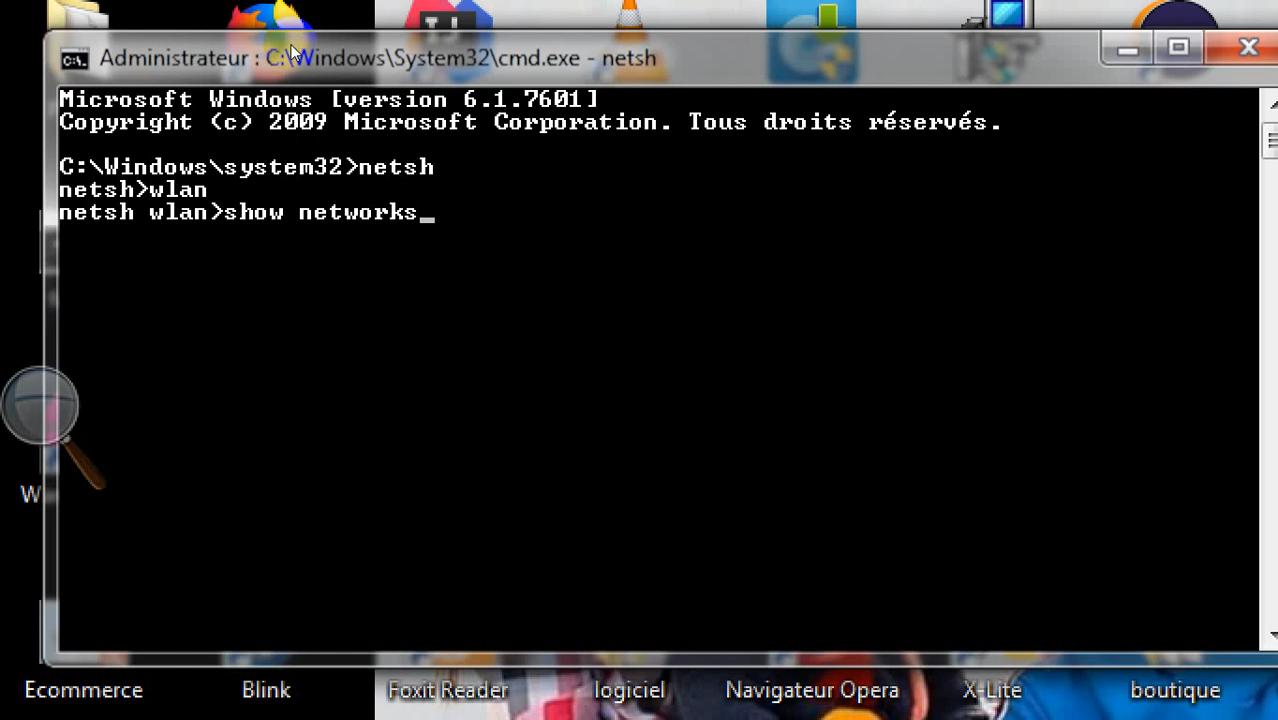 Administrateur : C:\Windows\System32\cmd.exe - netsh
Microsoft Windows [version 6.1.7601]
Copyright (c) 2009 Microsoft Corporation. Tous droits réservés.
C:\Windows\system32>netsh
netsh>wlan
netsh wlan>show networks_
W
Ecommerce
Blink
Foxit Reader
logiciel
Navigateur Opera
X-Lite
boutique